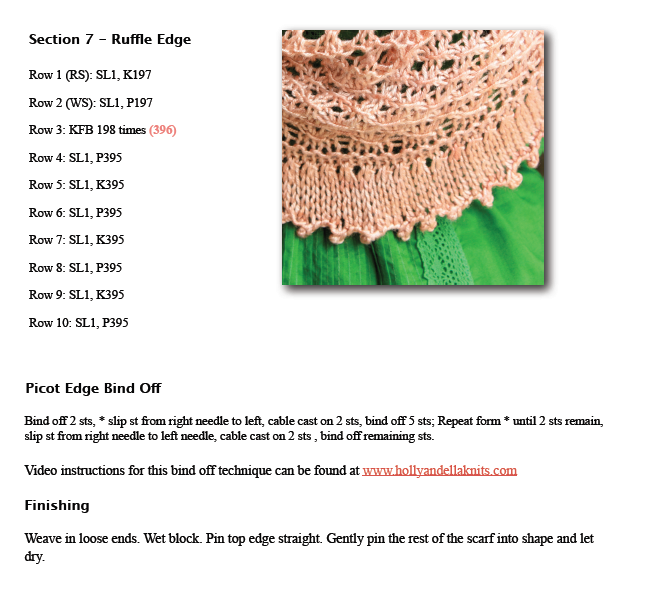 Section 7 – Ruffle Edge
Row 1 (RS): SL1, K197
Row 2 (WS): SL1, P197
Row 3: KFB 198 times (396)
Row 4: SL1, P395
Row 5: SL1, K395
Row 6: SL1, P395
Row 7: SL1, K395
Row 8: SL1, P395
Row 9: SL1, K395
Row 10: SL1, P395
Picot Edge Bind Off
Bind off 2 sts, * slip st from right needle to left, cable cast on 2 sts, bind off 5 sts; Repeat form * until 2 sts remain,
slip st from right needle to left needle, cable cast on 2 sts , bind off remaining sts.
Video instructions for this bind off technique can be found at www.hollyandellaknits.com
Finishing
Weave in loose ends. Wet block. Pin top edge straight. Gently pin the rest of the scarf into shape and let
dry.